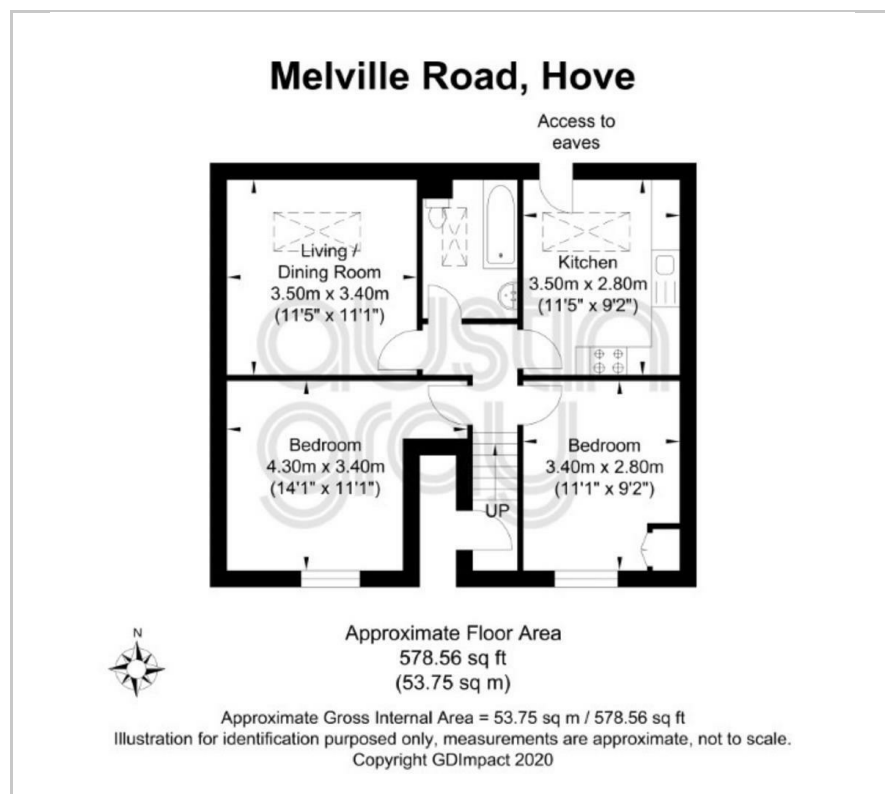 Melville Road, Hove
Access to
eaves
Living /
Dining Room
3.50m x 3.40m
(11'5" x 11'1")
Kitchen
3.50m x 2.80m
(11'5" x 9'2")
austin
gray
Bedroom
4.30m x 3.40m
(14'1" x 11'1")
Bedroom
3.40m x 2.80m
(11'1" x 9'2")
UP
N
Approximate Floor Area
578.56 sq ft
(53.75 sq m)
Approximate Gross Internal Area = 53.75 sq m / 578.56 sq ft
Illustration for identification purposed only, measurements are approximate, not to scale.
Copyright GDImpact 2020